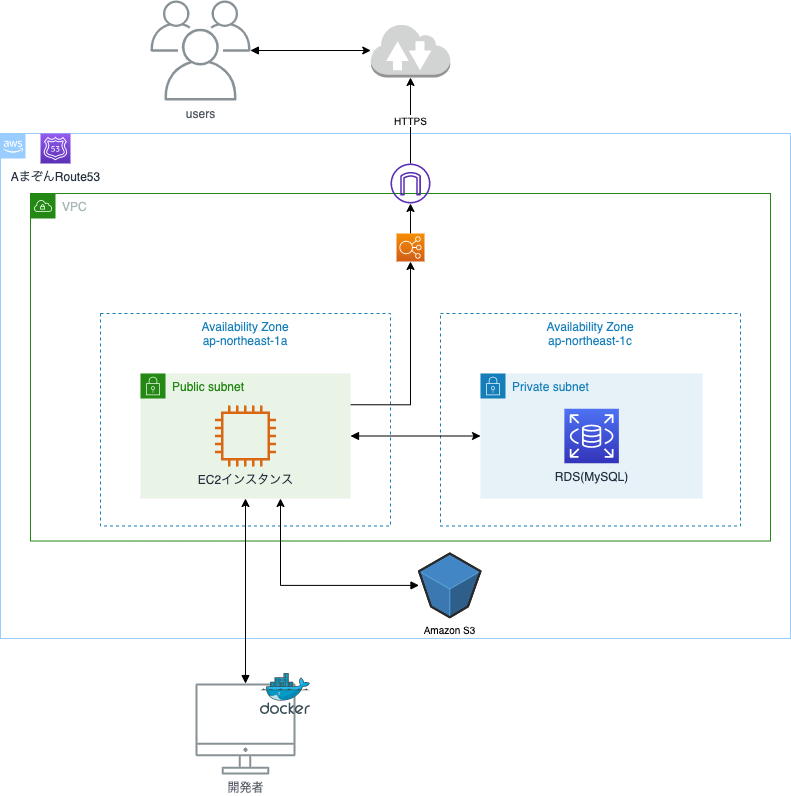 users
HTTPS
aws
53
AまぞんRoute53
VPC
Availability Zone
ap-northeast-1a
Availability Zone
ap-northeast-1c
Public subnet
Private subnet
EC2インスタンス
RDS(MySQL)
Amazon S3
docker
開発者